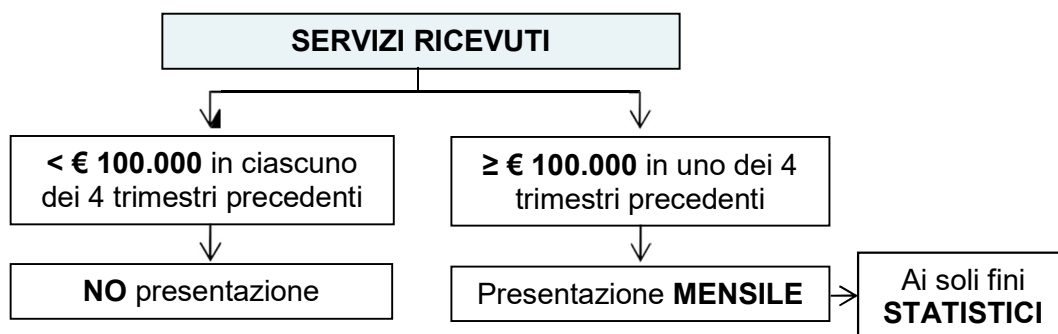 SERVIZI RICEVUTI
< € 100.000 in ciascuno
dei 4 trimestri precedenti
≥ € 100.000 in uno dei 4
trimestri precedenti
NO presentazione
Presentazione MENSILE
Ai soli fini
STATISTICI